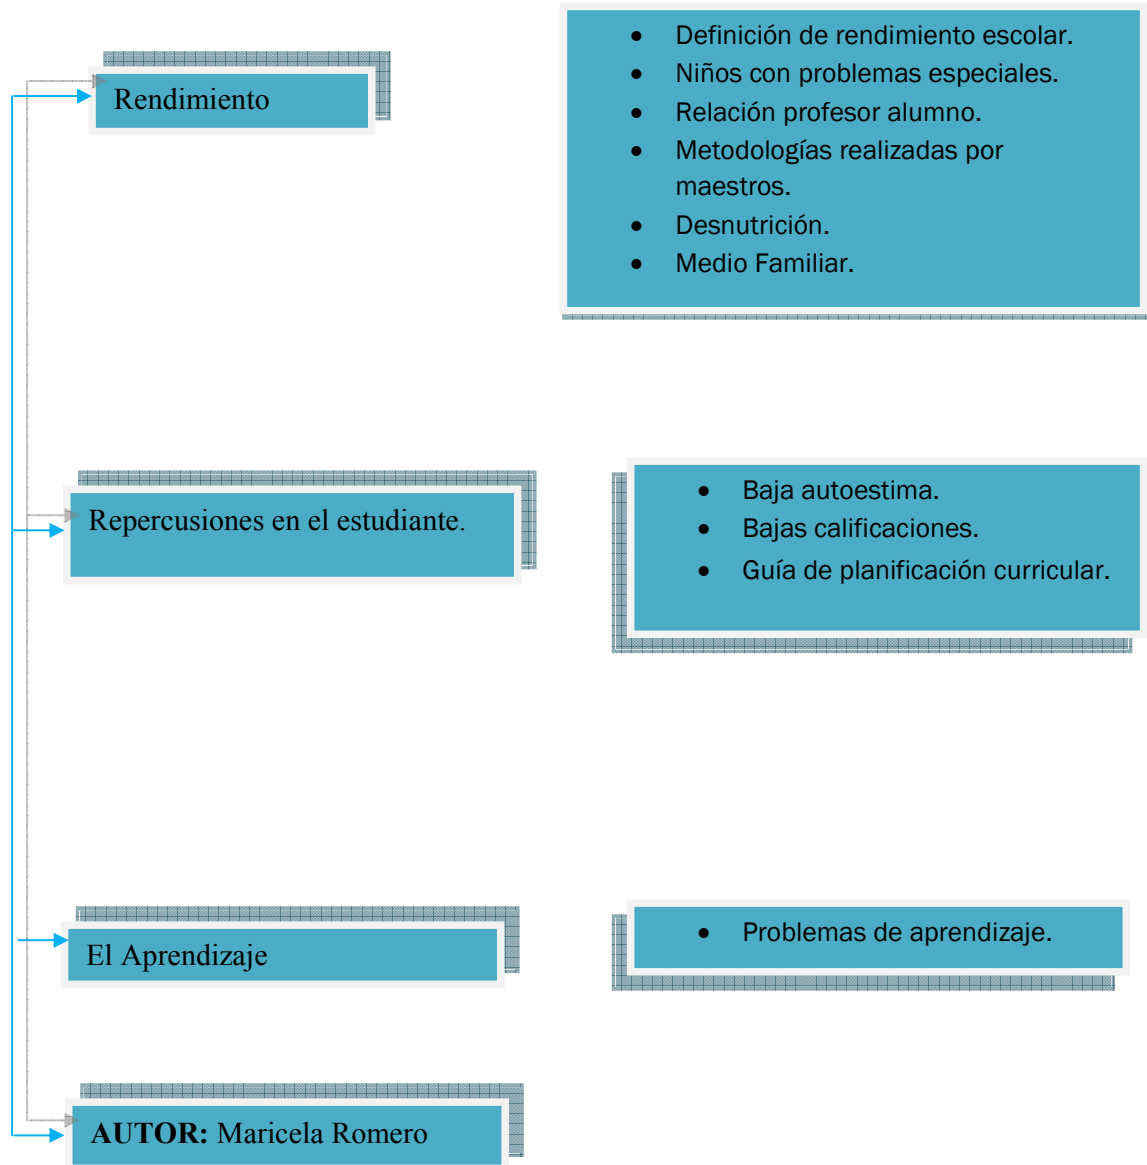 Rendimiento
• Definición de rendimiento escolar.
• Niños con problemas especiales.
• Relación profesor alumno.
• Metodologías realizadas por
maestros.
• Desnutrición.
• Medio Familiar.
Repercusiones en el estudiante.
• Baja autoestima.
• Bajas calificaciones.
• Guía de planificación curricular.
El Aprendizaje
• Problemas de aprendizaje.
AUTOR: Maricela Romero